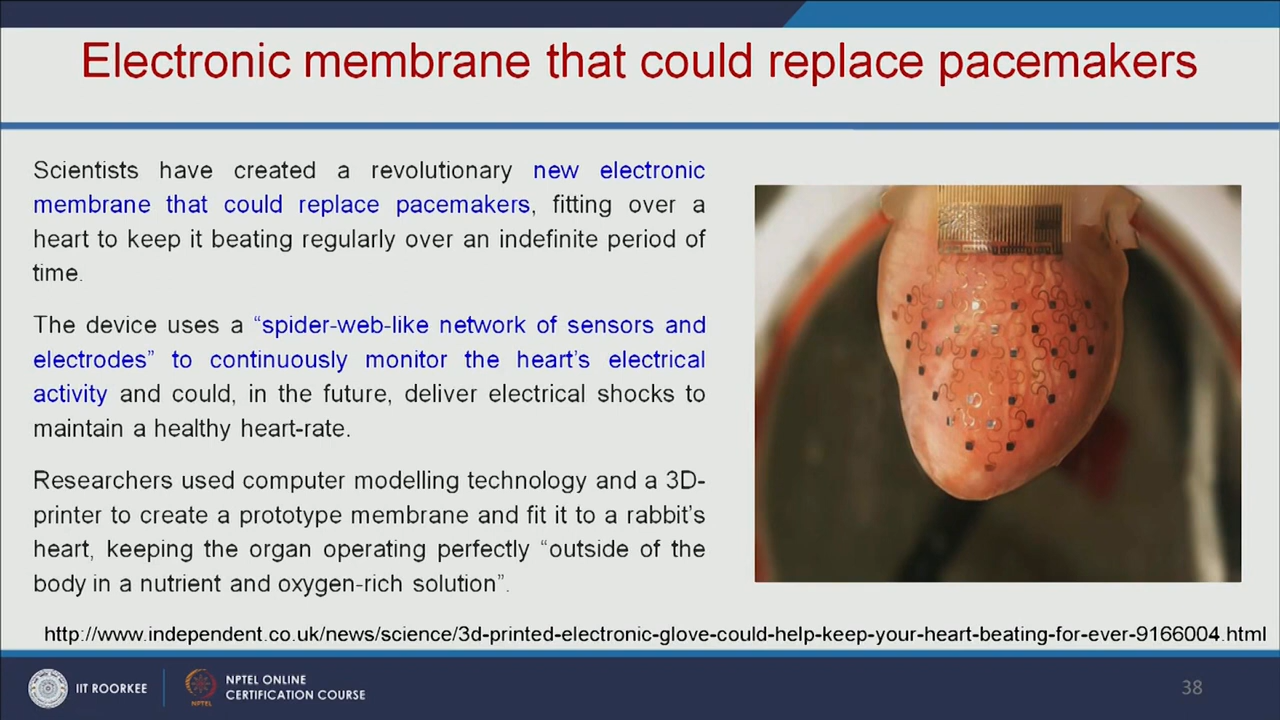 Electronic membrane that could replace pacemakers
Scientists have created a revolutionary new electronic
membrane that could replace pacemakers, fitting over a
heart to keep it beating regularly over an indefinite period of
time.
The device uses a “spider-web-like network of sensors and
electrodes” to continuously monitor the heart’s electrical
activity and could, in the future, deliver electrical shocks to
maintain a healthy heart-rate.
Researchers used computer modelling technology and a 3D-
printer to create a prototype membrane and fit it to a rabbit’s
heart, keeping the organ operating perfectly “outside of the
body in a nutrient and oxygen-rich solution”.
http://www.independent.co.uk/news/science/3d-printed-electronic-glove-could-help-keep-your-heart-beating-for-ever-9166004.html
IIT ROORKEE
NPTEL
NPTEL ONLINE
CERTIFICATION COURSE
38